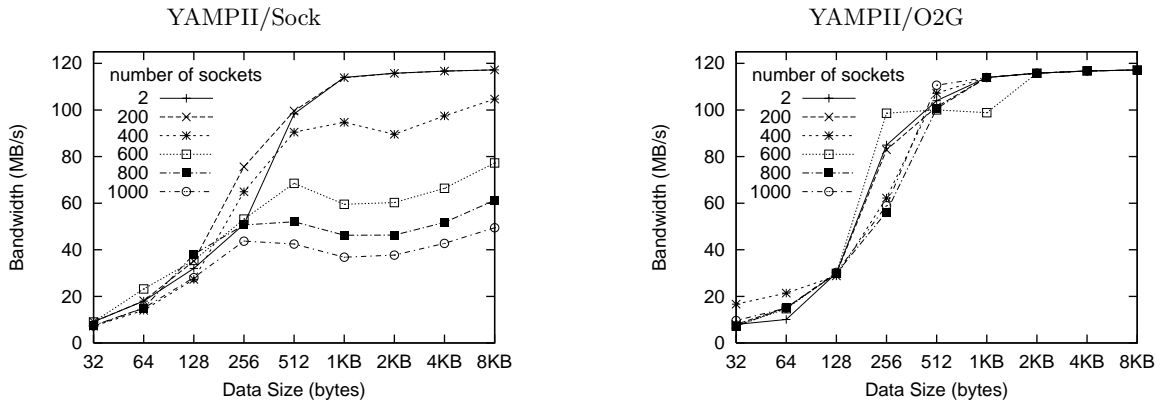 YAMPII/Sock
120
100
80
60
40
20
0
Bandwidth (MB/s)
number of sockets
2
200
400
600
800
1000
32 64 128 256 512 1KB 2KB 4KB 8KB
Data Size (bytes)
YAMPII/O2G
120
100
80
60
40
20
0
Bandwidth (MB/s)
number of sockets
2
200
400
600
800
1000
32 64 128 256 512 1KB 2KB 4KB 8KB
Data Size (bytes)